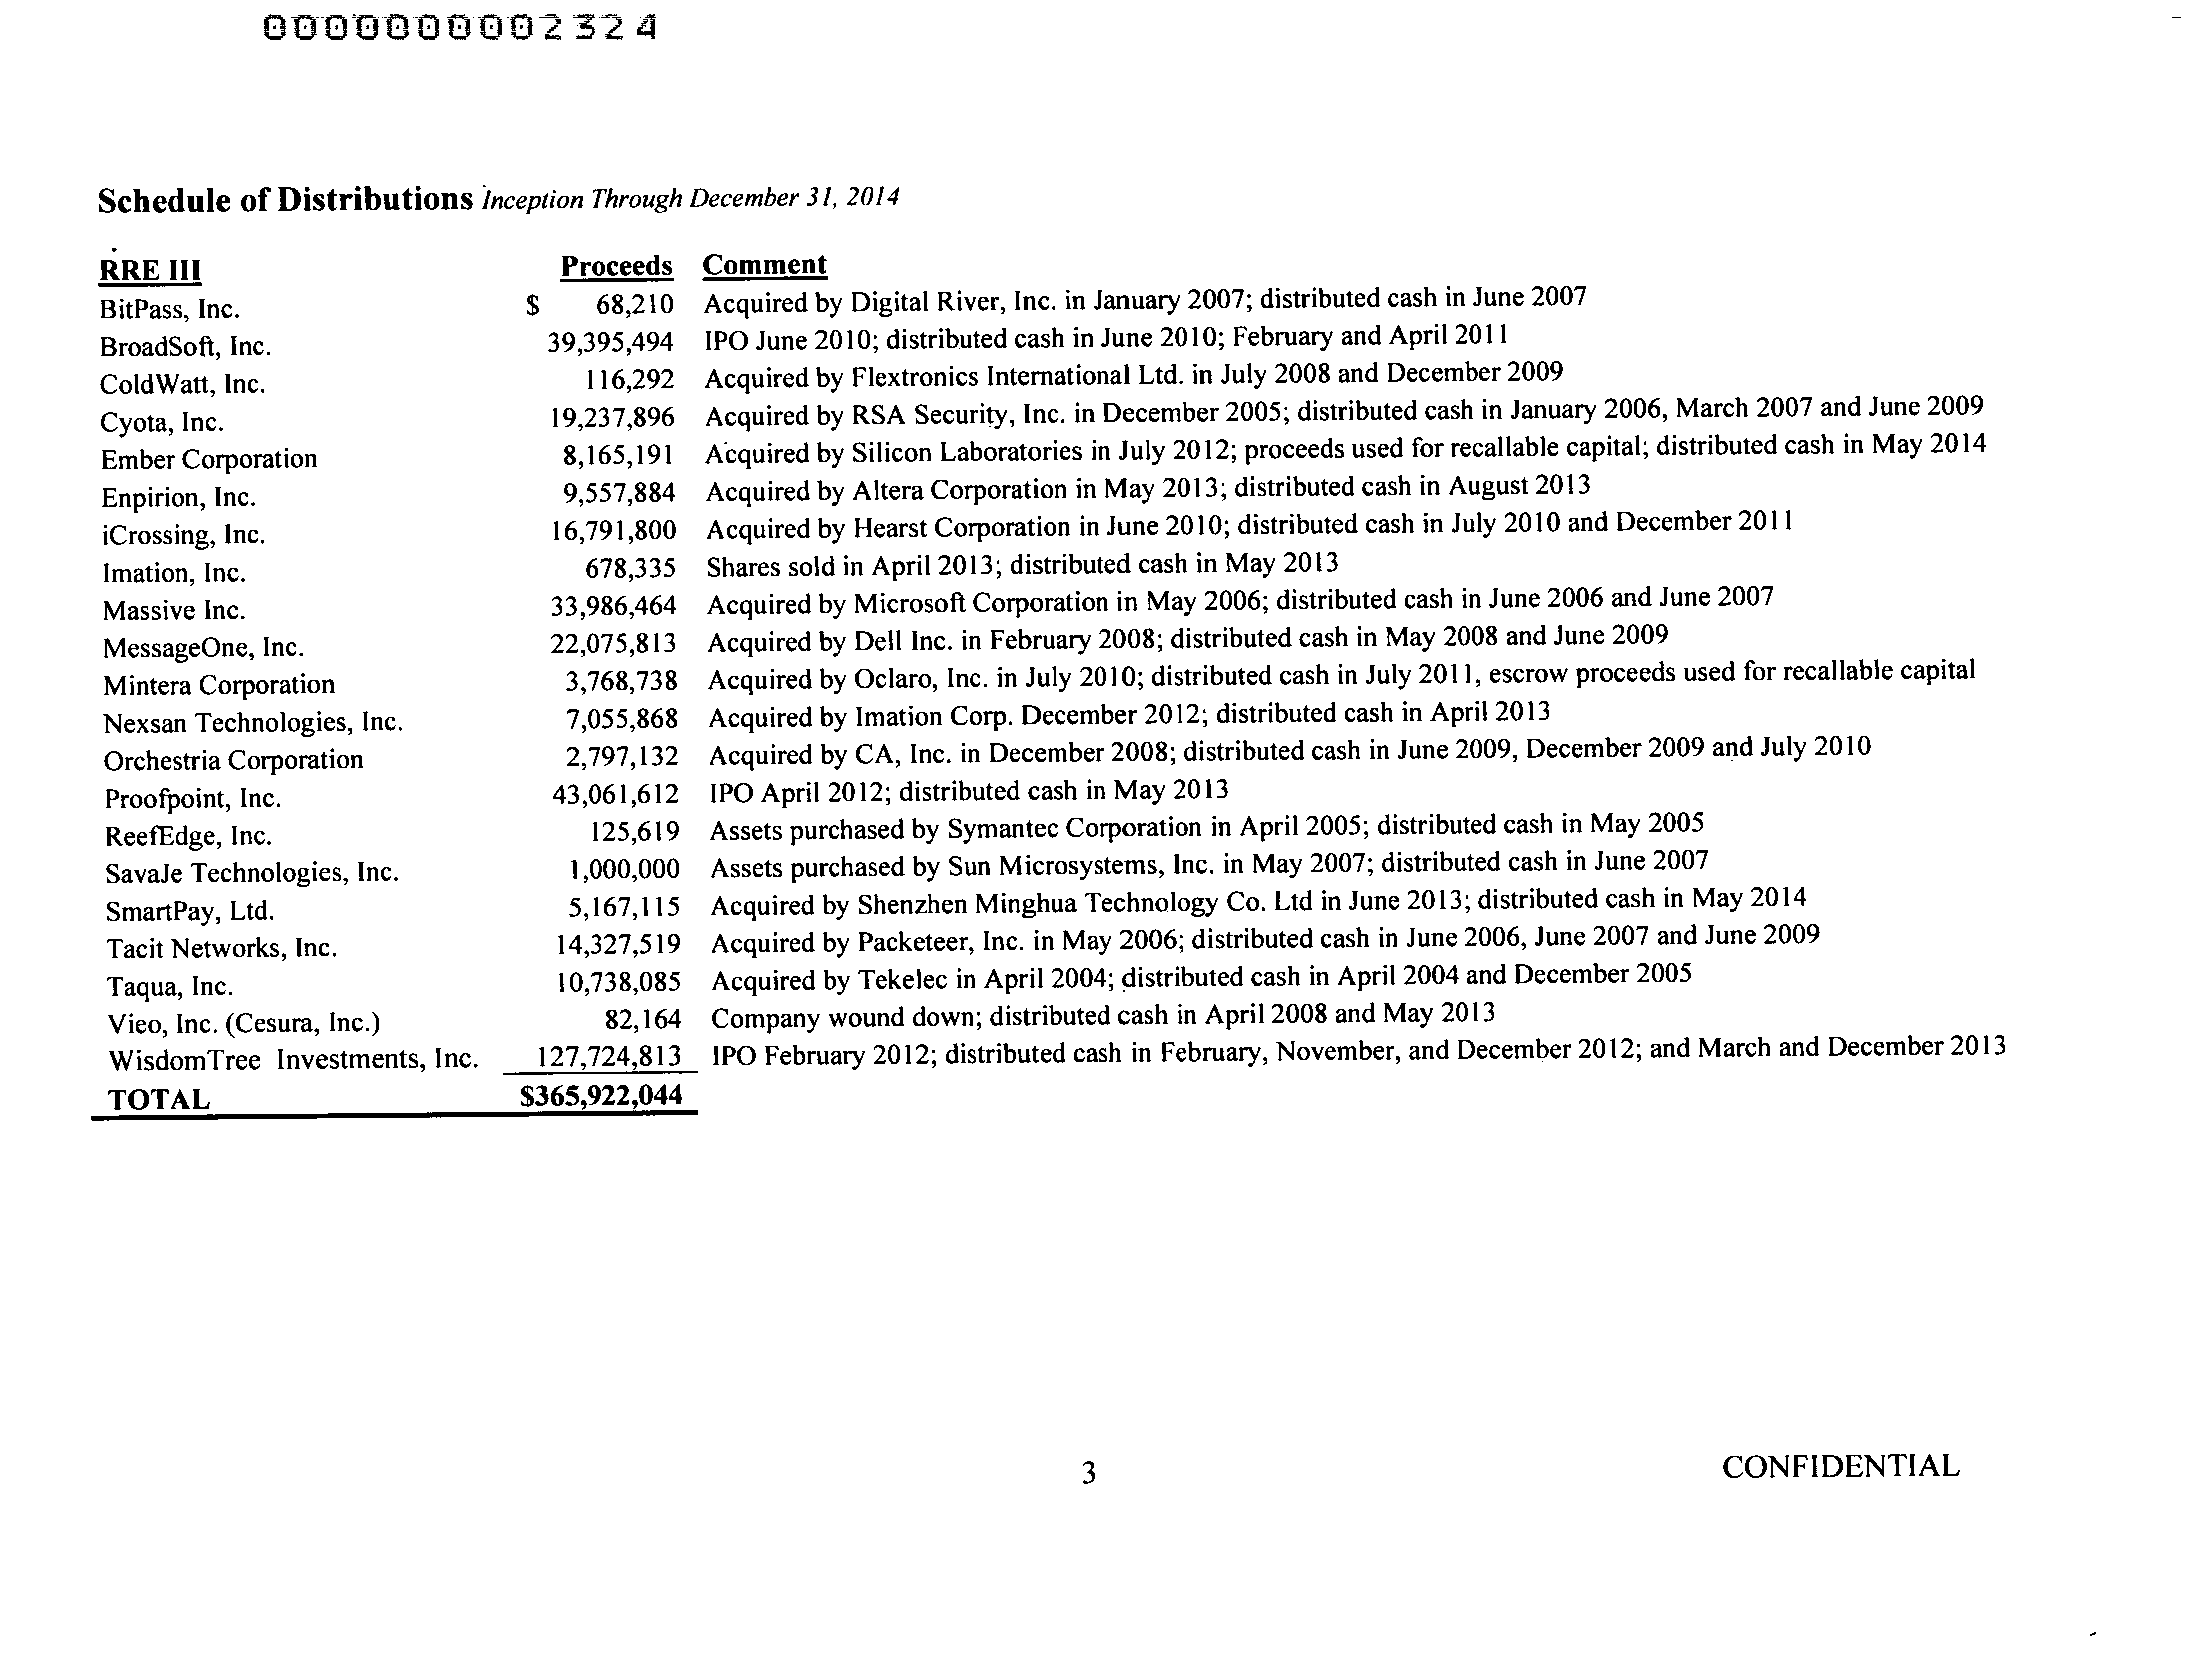 0000000002324
Schedule of Distributions Inception Through December 31, 2014
RRE III Proceeds Comment
BitPass, Inc. $ 68,210 Acquired by Digital River, Inc. in January 2007; distributed cash in June 2007
BroadSoft, Inc. 39,395,494 IPO June 2010; distributed cash in June 2010; February and April 2011
ColdWatt, Inc. 116,292 Acquired by Flextronics International Ltd. in July 2008 and December 2009
Cyota, Inc. 19,237,896 Acquired by RSA Security, Inc. in December 2005; distributed cash in January 2006, March 2007 and June 2009
Ember Corporation 8,165,191 Acquired by Silicon Laboratories in July 2012; proceeds used for recallable capital; distributed cash in May 2014
Enpirion, Inc. 9,557,884 Acquired by Altera Corporation in May 2013; distributed cash in August 2013
iCrossing, Inc. 16,791,800 Acquired by Hearst Corporation in June 2010; distributed cash in July 2010 and December 2011
Imation, Inc. 678,335 Shares sold in April 2013; distributed cash in May 2013
Massive Inc. 33,986,464 Acquired by Microsoft Corporation in May 2006; distributed cash in June 2006 and June 2007
MessageOne, Inc. 22,075,813 Acquired by Dell Inc. in February 2008; distributed cash in May 2008 and June 2009
Mintera Corporation 3,768,738 Acquired by Oclaro, Inc. in July 2010; distributed cash in July 2011, escrow proceeds used for recallable capital
Nexsan Technologies, Inc. 7,055,868 Acquired by Imation Corp. December 2012; distributed cash in April 2013
Orchestria Corporation 2,797,132 Acquired by CA, Inc. in December 2008; distributed cash in June 2009, December 2009 and July 2010
Proofpoint, Inc. 43,061,612 IPO April 2012; distributed cash in May 2013
ReefEdge, Inc. 125,619 Assets purchased by Symantec Corporation in April 2005; distributed cash in May 2005
SavaJe Technologies, Inc. 1,000,000 Assets purchased by Sun Microsystems, Inc. in May 2007; distributed cash in June 2007
SmartPay, Ltd. 5,167,115 Acquired by Shenzhen Minghua Technology Co. Ltd in June 2013; distributed cash in May 2014
Tacit Networks, Inc. 14,327,519 Acquired by Packeteer, Inc. in May 2006; distributed cash in June 2006, June 2007 and June 2009
Taqua, Inc. 10,738,085 Acquired by Tekelec in April 2004; distributed cash in April 2004 and December 2005
Vieo, Inc. (Cesura, Inc.) 82,164 Company wound down; distributed cash in April 2008 and May 2013
WisdomTree Investments, Inc. 127,724,813 IPO February 2012; distributed cash in February, November, and December 2012; and March and December 2013
TOTAL $365,922,044
3 CONFIDENTIAL